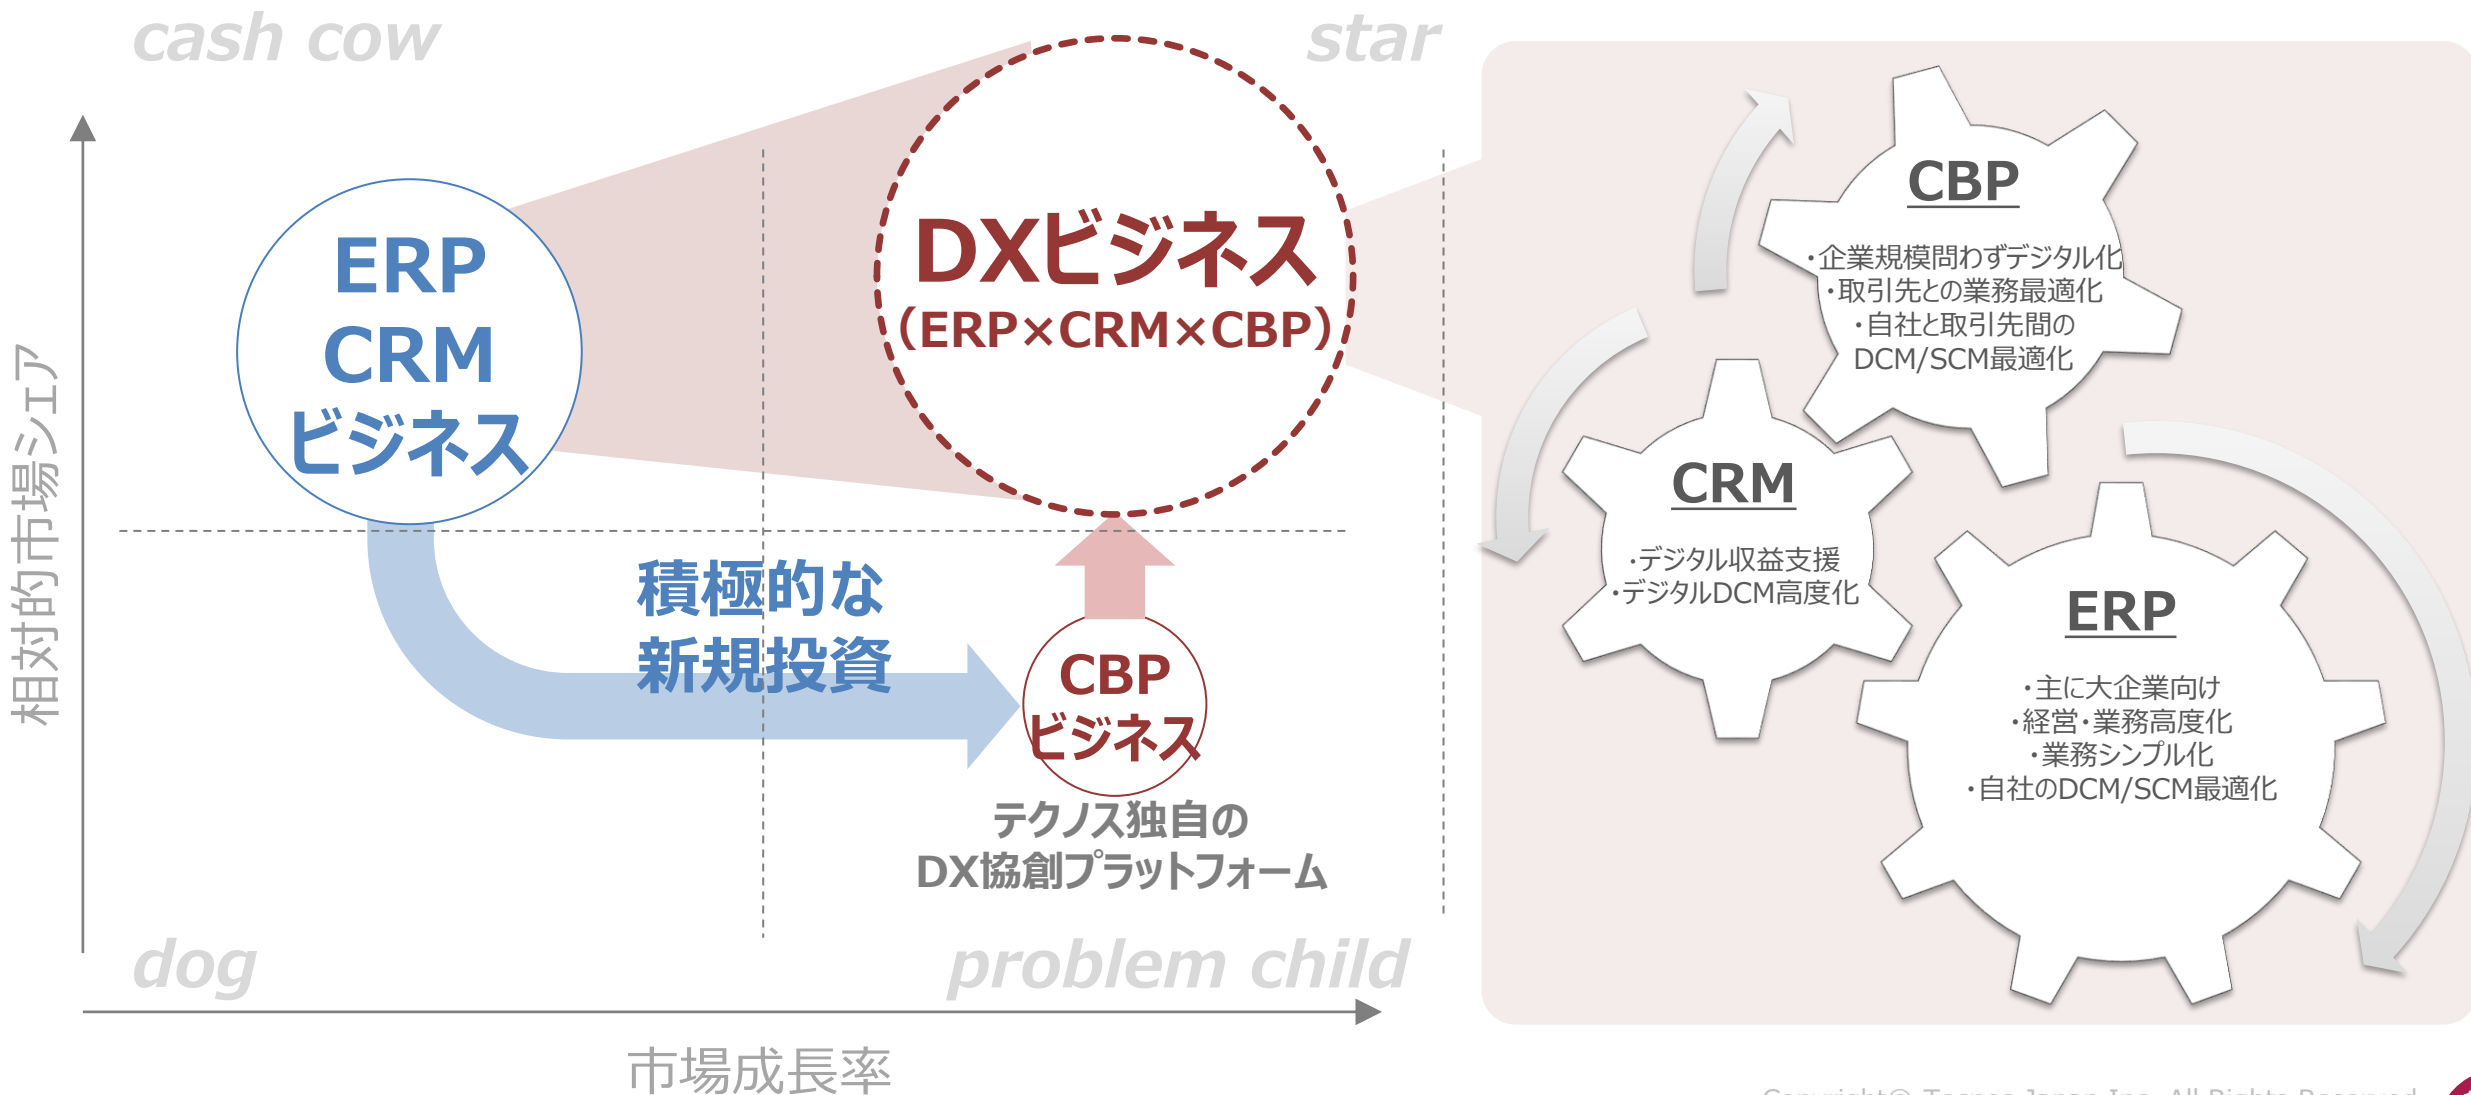 cash cow
star
相対的市場シェア
ERP
CRM
ビジネス
DXビジネス
（ERP×CRM×CBP）
積極的な
新規投資
CBP
ビジネス
テクノス独自の
DX協創プラットフォーム
dog
problem child
市場成長率
CBP
・企業規模問わずデジタル化
・取引先との業務最適化
・自社と取引先間の
DCM/SCM最適化
CRM
・デジタル収益支援
・デジタルDCM高度化
ERP
・主に大企業向け
・経営・業務高度化
・業務シンプル化
・自社のDCM/SCM最適化
Copyright© Tecnos Japan Inc. All Rights Reserved